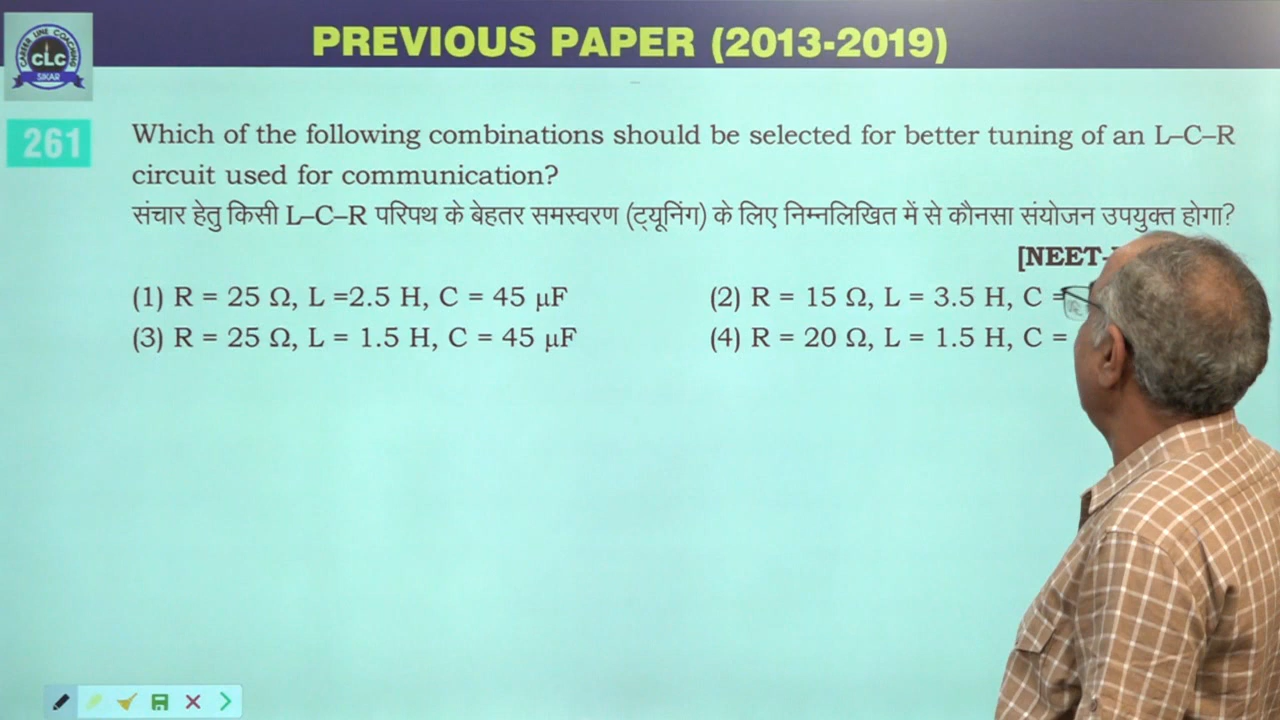 CAREER LINE COACHING
CLC
SIKAR
PREVIOUS PAPER (2013-2019)
261
Which of the following combinations should be selected for better tuning of an L–C–R
circuit used for communication?
संचार हेतु किसी L–C–R परिपथ के बेहतर समस्वरण (ट्यूनिंग) के लिए निम्नलिखित में से कौनसा संयोजन उपयुक्त होगा?
[NEET-
(1) R = 25 Ω, L =2.5 H, C = 45 µF
(2) R = 15 Ω, L = 3.5 H, C =
(3) R = 25 Ω, L = 1.5 H, C = 45 µF
(4) R = 20 Ω, L = 1.5 H, C =